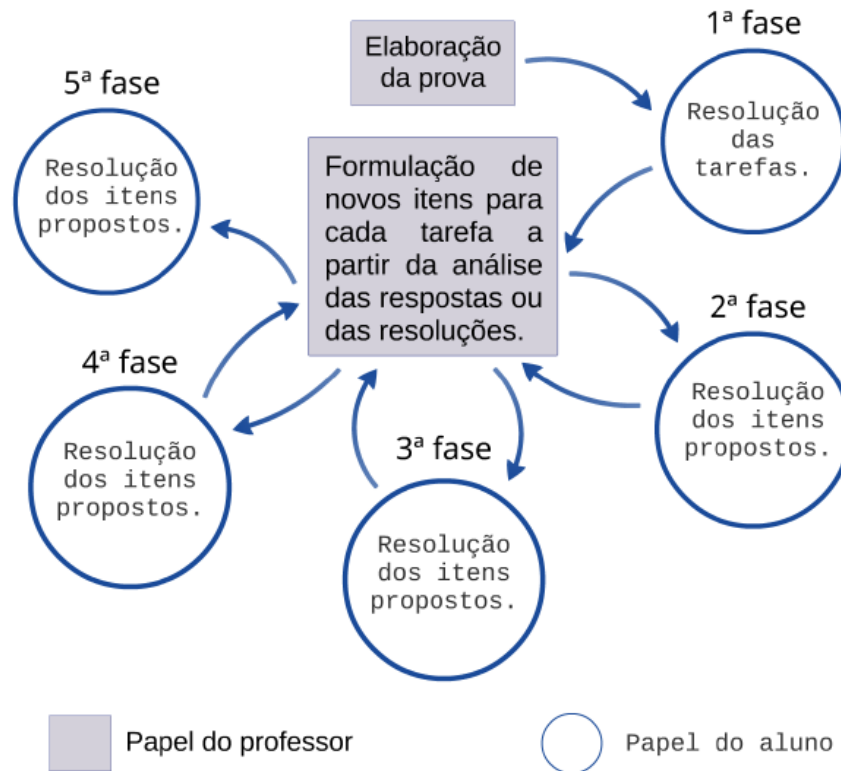 Elaboração
da prova
1ª fase
Resolução
das
tarefas.
Formulação de
novos itens para
cada tarefa a
partir da análise
das respostas ou
das resoluções.
2ª fase
Resolução
dos itens
propostos.
3ª fase
Resolução
dos itens
propostos.
4ª fase
Resolução
dos itens
propostos.
5ª fase
Resolução
dos itens
propostos.
Papel do professor
Papel do aluno